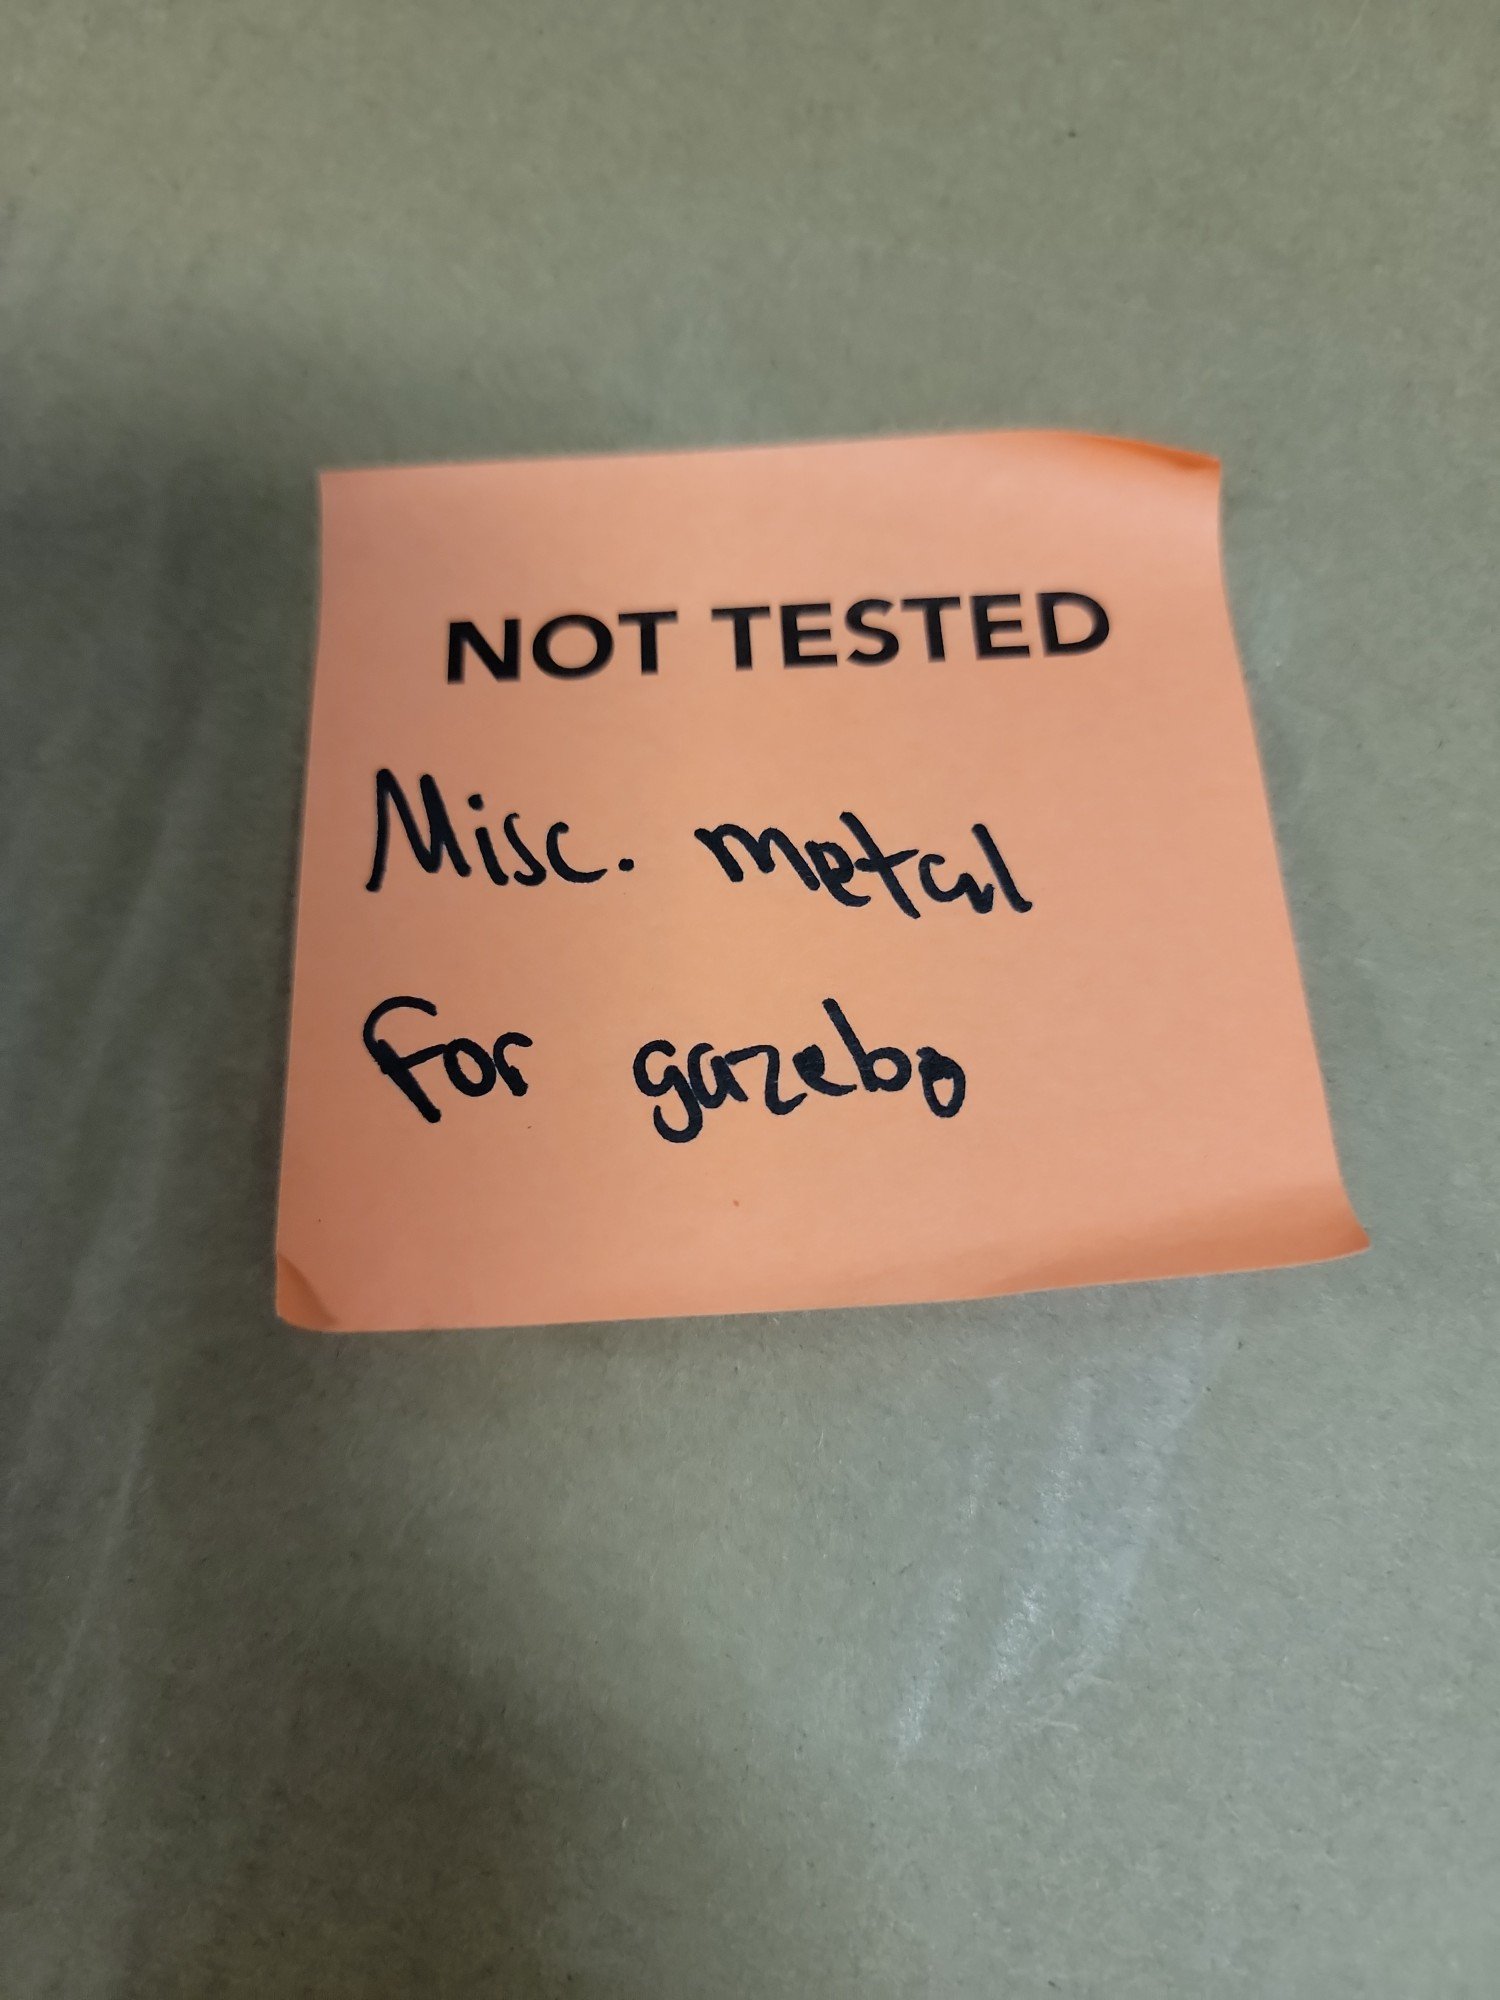 NOT TESTED
Misc. metal
For gazebo